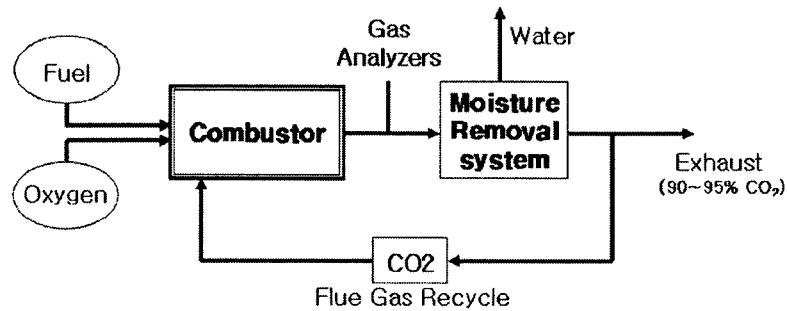 Fuel
Oxygen
Combustor
Gas
Analyzers
Water
Moisture
Removal
system
Exhaust
(90~95% CO₂)
CO2
Flue Gas Recycle